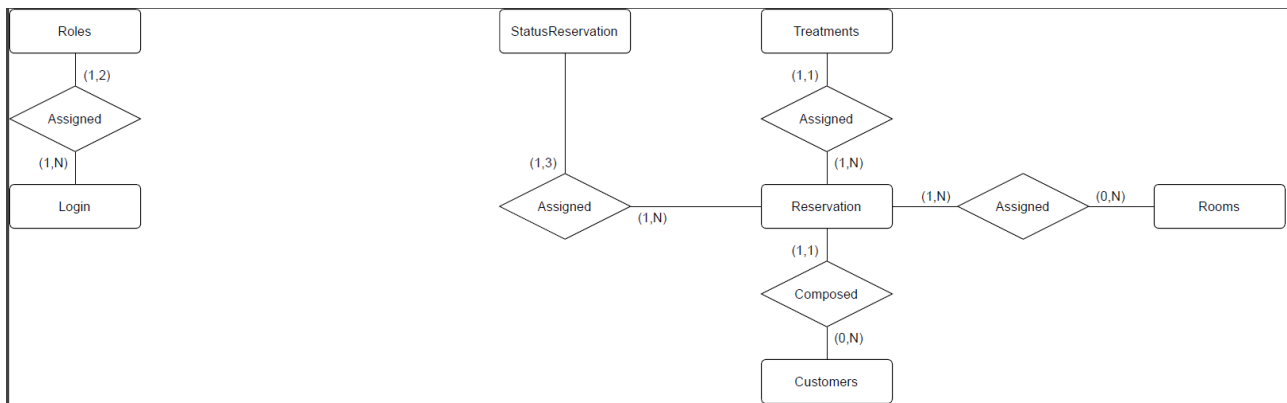 Roles
StatusReservation
Treatments
(1,2)
(1,1)
Assigned
Assigned
(1,N)
(1,3)
(1,N)
Login
Assigned
(1,N)
Reservation
(1,N)
Assigned
(0,N)
Rooms
(1,1)
Composed
(0,N)
Customers